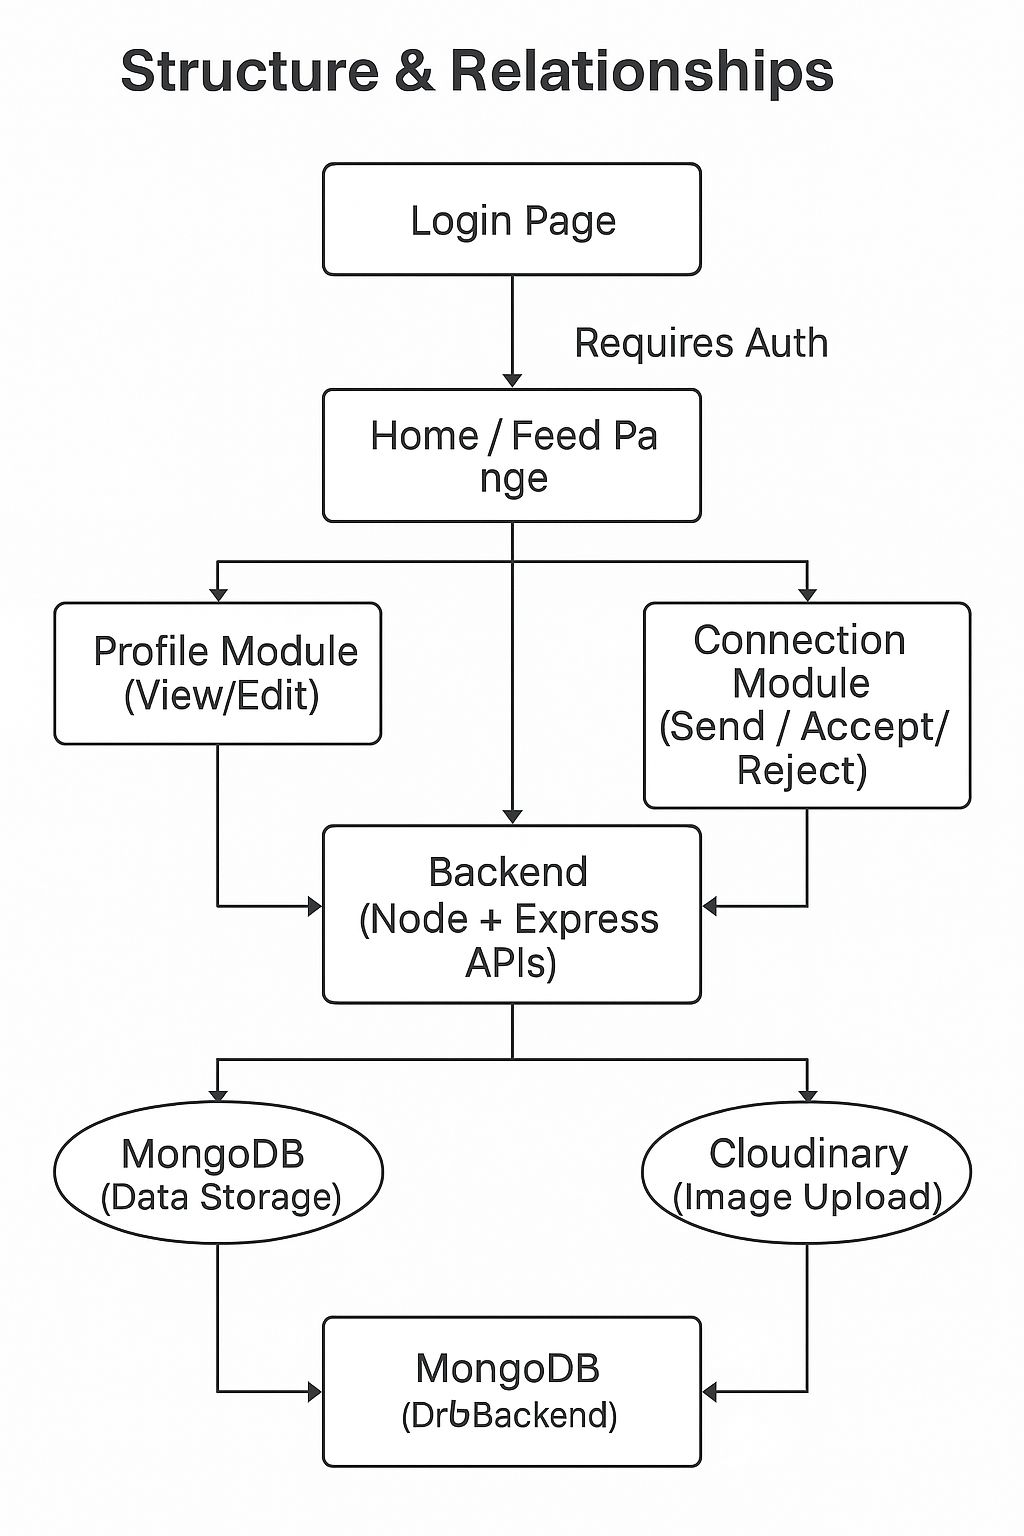 Structure & Relationships
Login Page
Requires Auth
Home / Feed Pa
nge
Profile Module
(View/Edit)
Connection
Module
(Send / Accept/
Reject)
Backend
(Node + Express
APIs)
MongoDB
(Data Storage)
Cloudinary
(Image Upload)
MongoDB